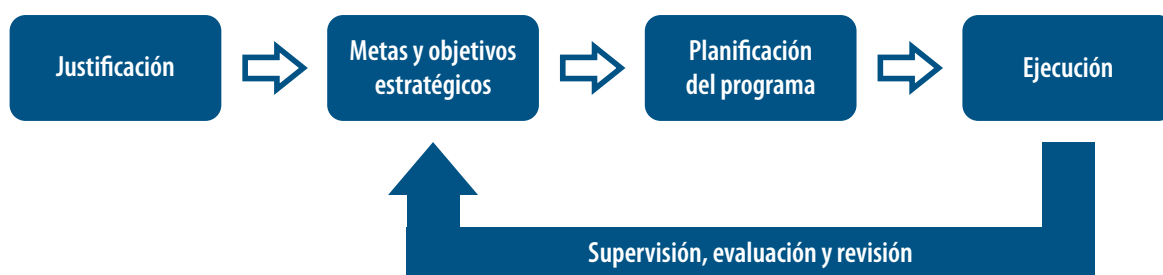 Justificación
Metas y objetivos
estratégicos
Planificación
del programa
Ejecución
Supervisión, evaluación y revisión